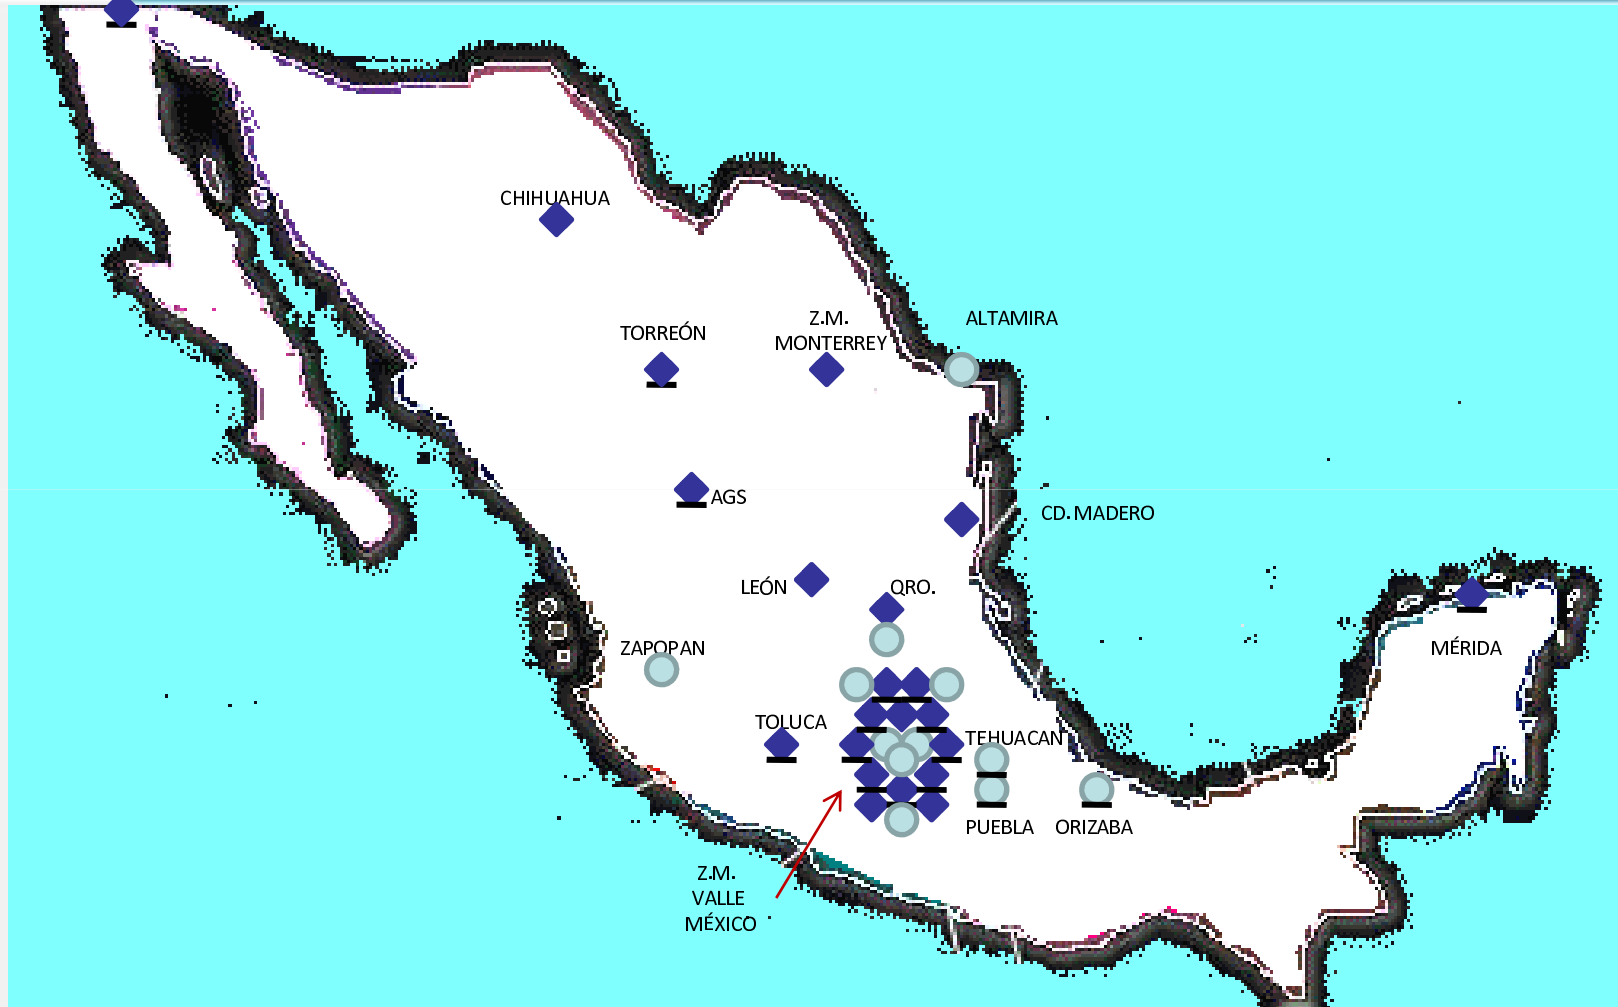 CHIHUAHUA
ALTAMIRA
Z.M.
MONTERREY
TORREÓN
AGS
CD. MADERO
LEÓN
QRO.
ZAPOPAN
MÉRIDA
TOLUCA
TEHUACAN
PUEBLA
ORIZABA
Z.M.
VALLE
MÉXICO